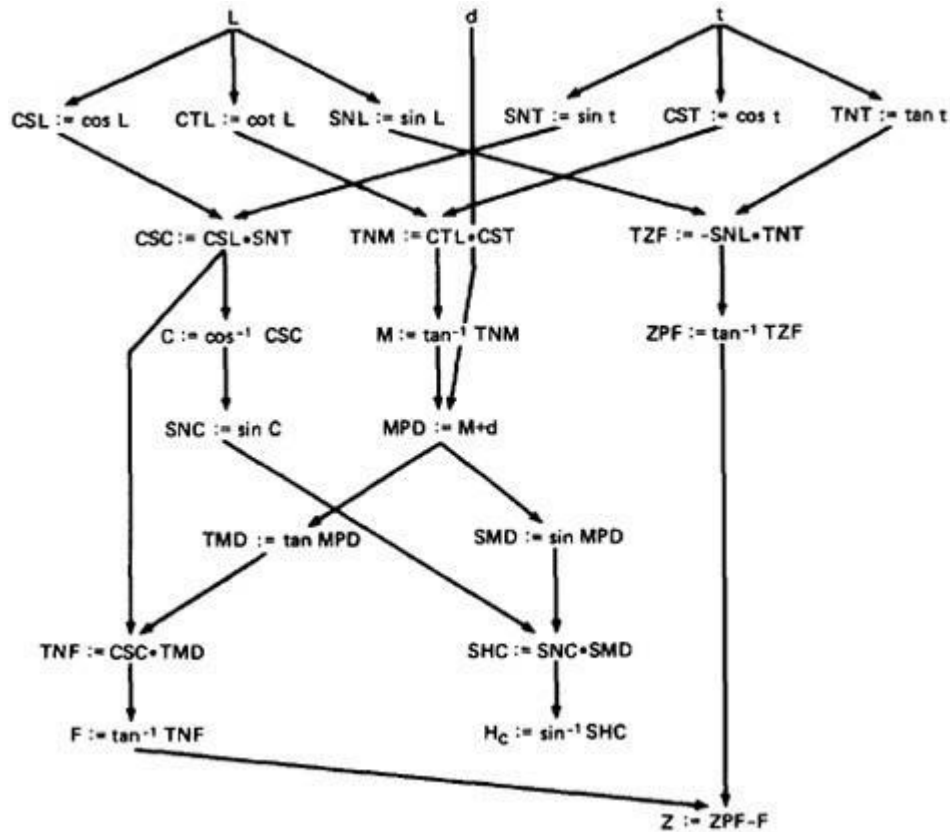 L d t
CSL := cos L CTL := cot L SNL := sin L SNT := sin t CST := cos t TNT := tan t
CSC := CSL•SNT TNM := CTL•CST TZF := -SNL•TNT
C := cos⁻¹ CSC M := tan⁻¹ TNM ZPF := tan⁻¹ TZF
SNC := sin C MPD := M+d
TMD := tan MPD SMD := sin MPD
TNF := CSC•TMD SHC := SNC•SMD
F := tan⁻¹ TNF H_C := sin⁻¹ SHC
Z := ZPF-F